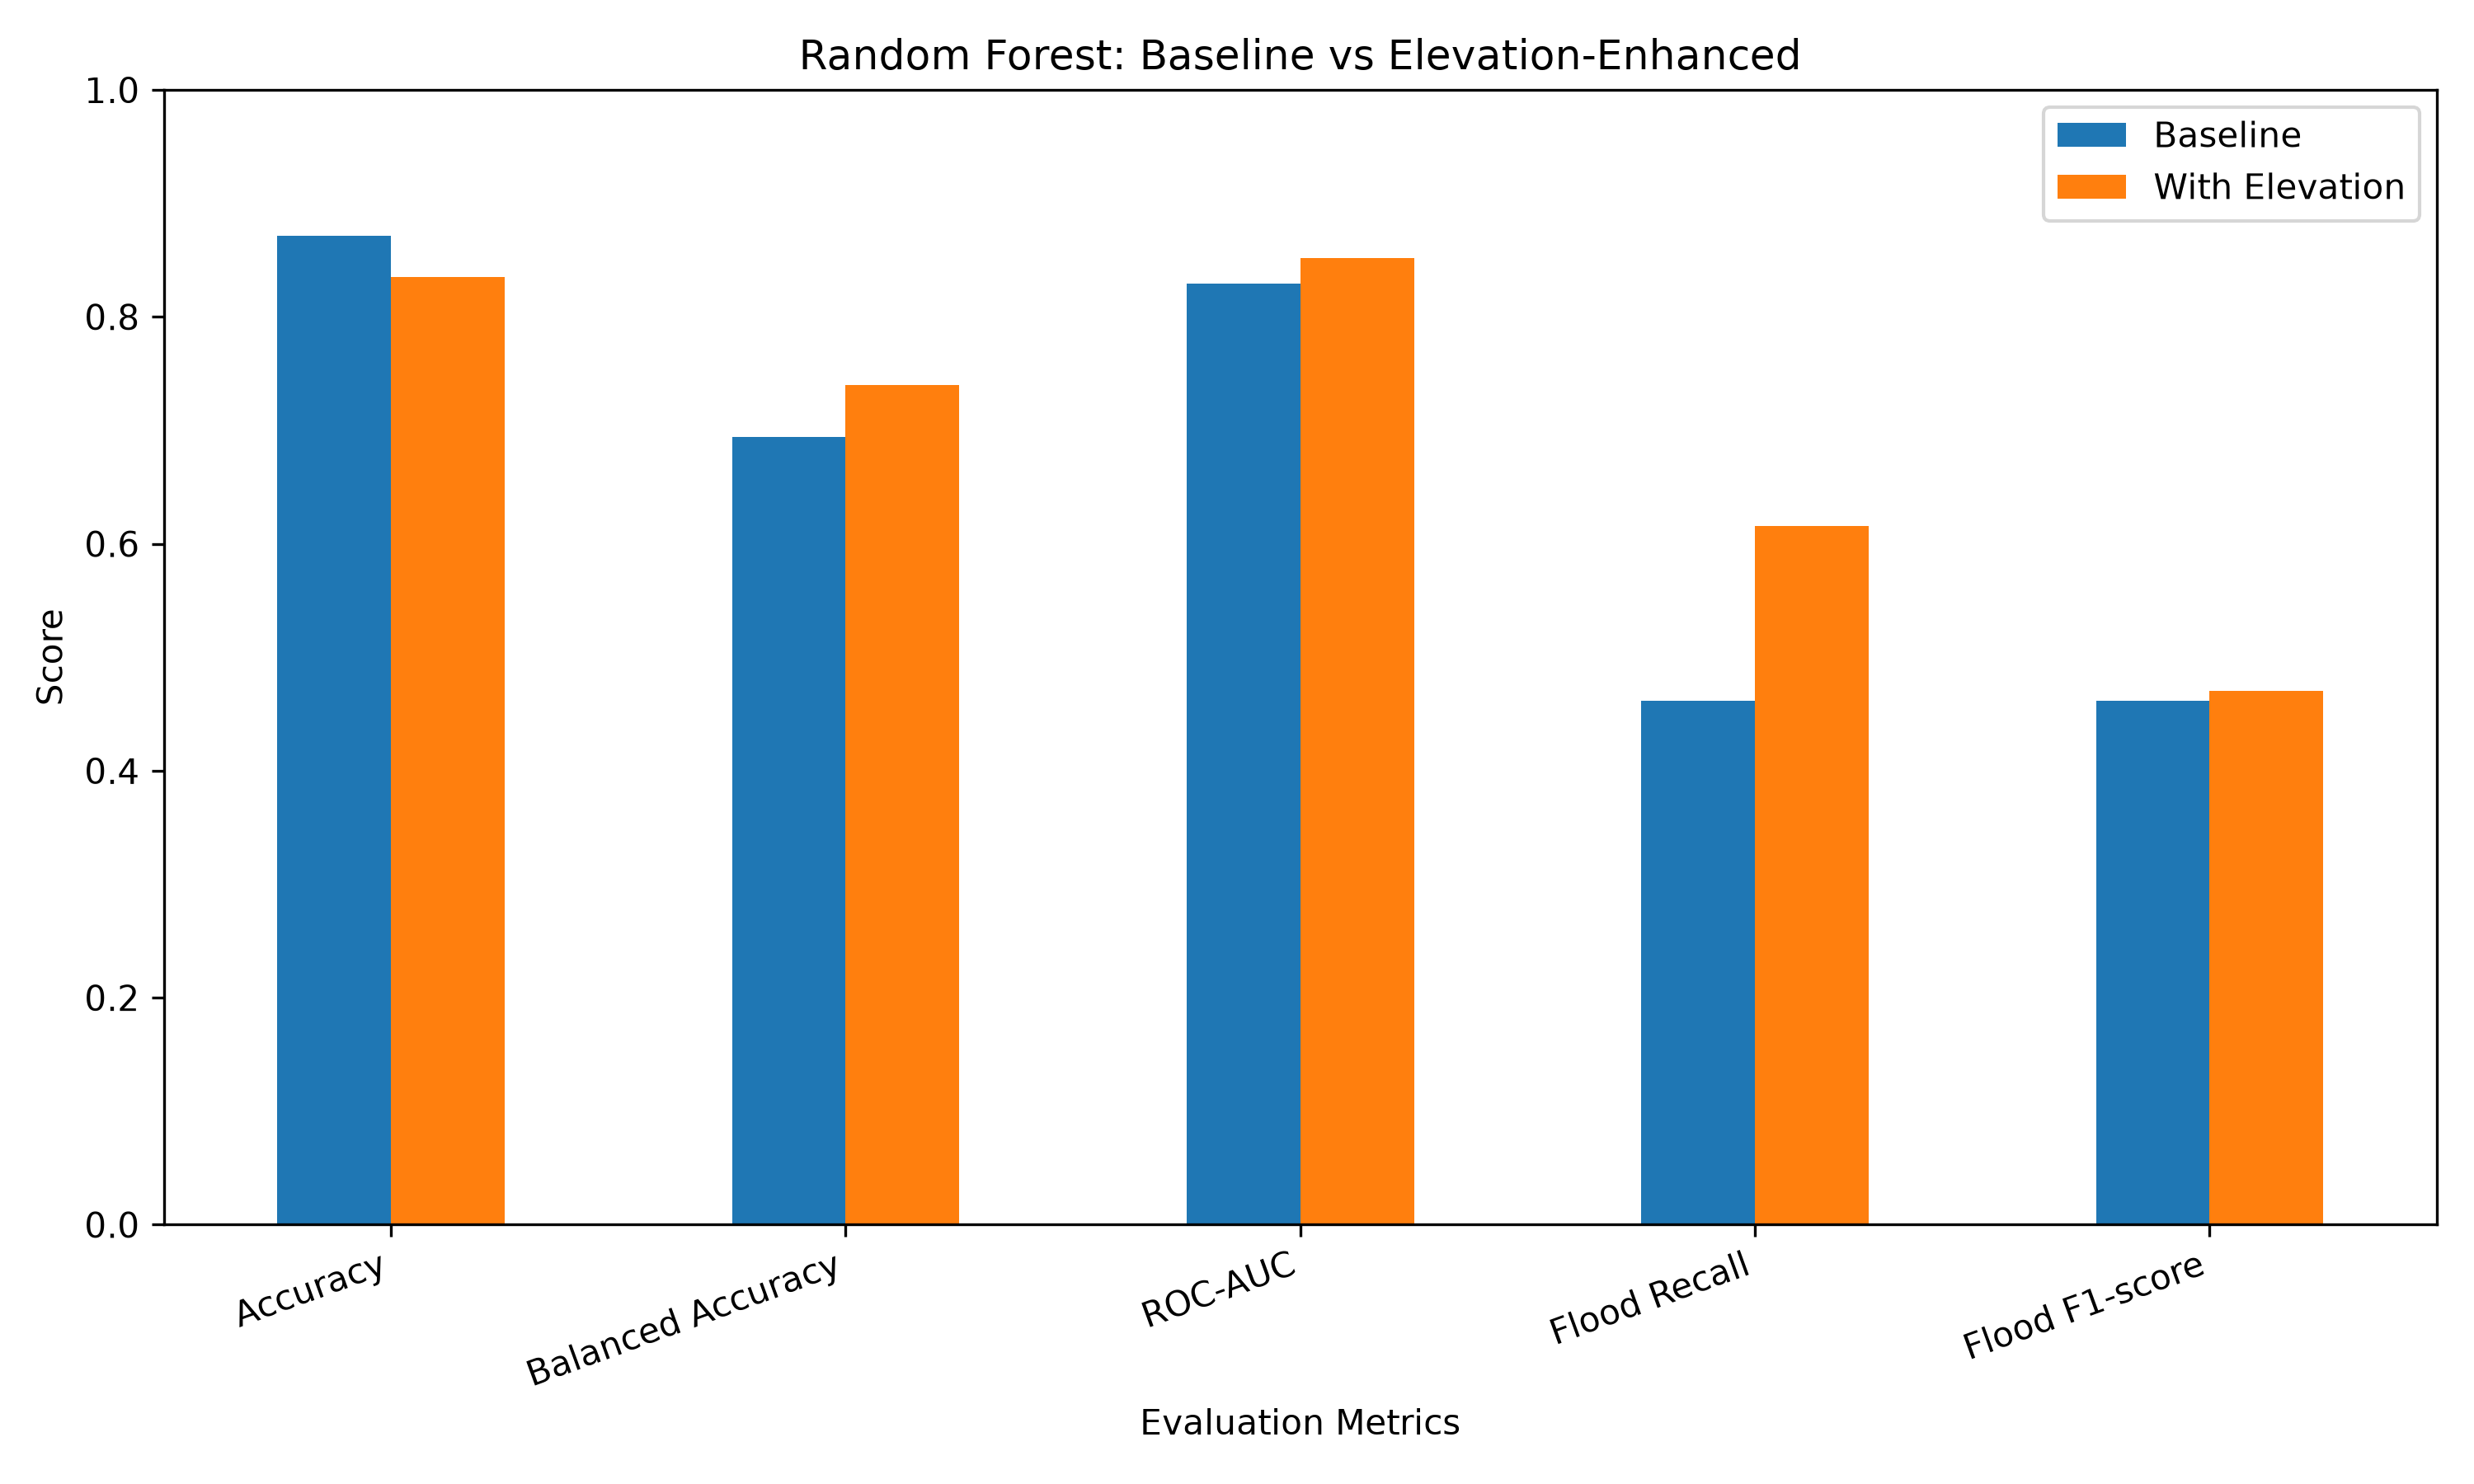 Random Forest: Baseline vs Elevation-Enhanced
Baseline
With Elevation
Score
1.0
0.8
0.6
0.4
0.2
0.0
Accuracy
Balanced Accuracy
ROC-AUC
Flood Recall
Flood F1-score
Evaluation Metrics